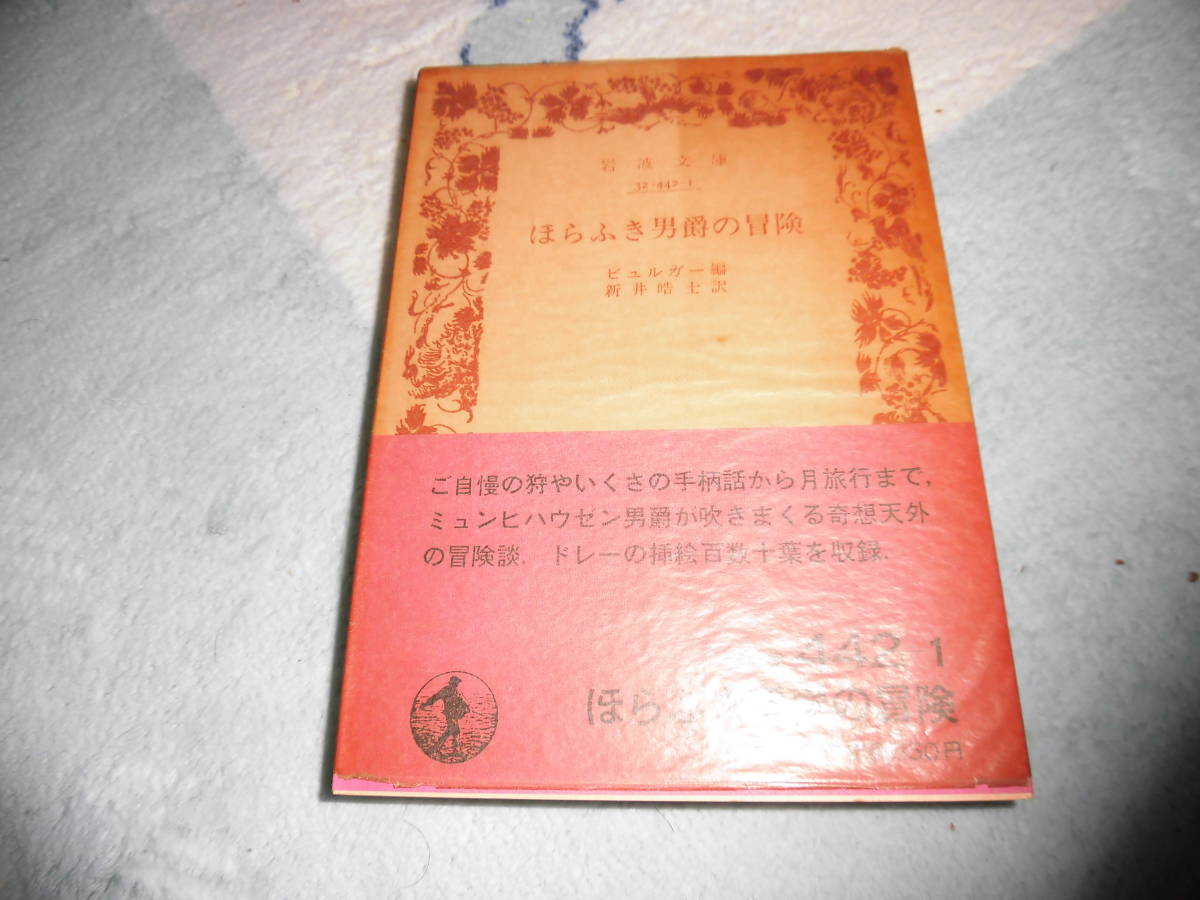 岩波文庫
32-442-1
ほらふき男爵の冒険
ビュルガー編
新井皓士訳
ご自慢の狩やいくさの手柄話から月旅行まで,
ミュンヒハウゼン男爵が吹きまくる奇想天外
の冒険談. ドレーの挿絵百数十葉を収録.
442 1
ほら の冒険
円